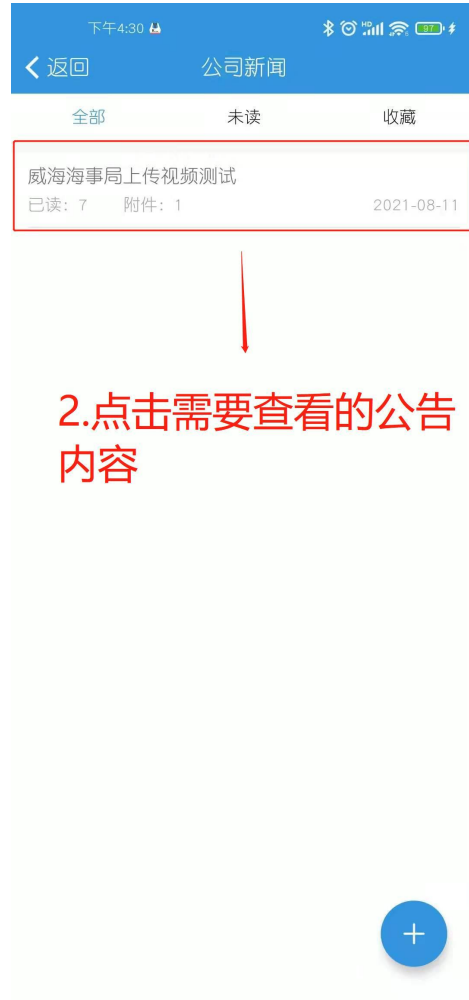 下午4:30
97
返回
公司新闻
全部 未读 收藏
威海海事局上传视频测试
已读: 7 附件: 1 2021-08-11
2.点击需要查看的公告
内容